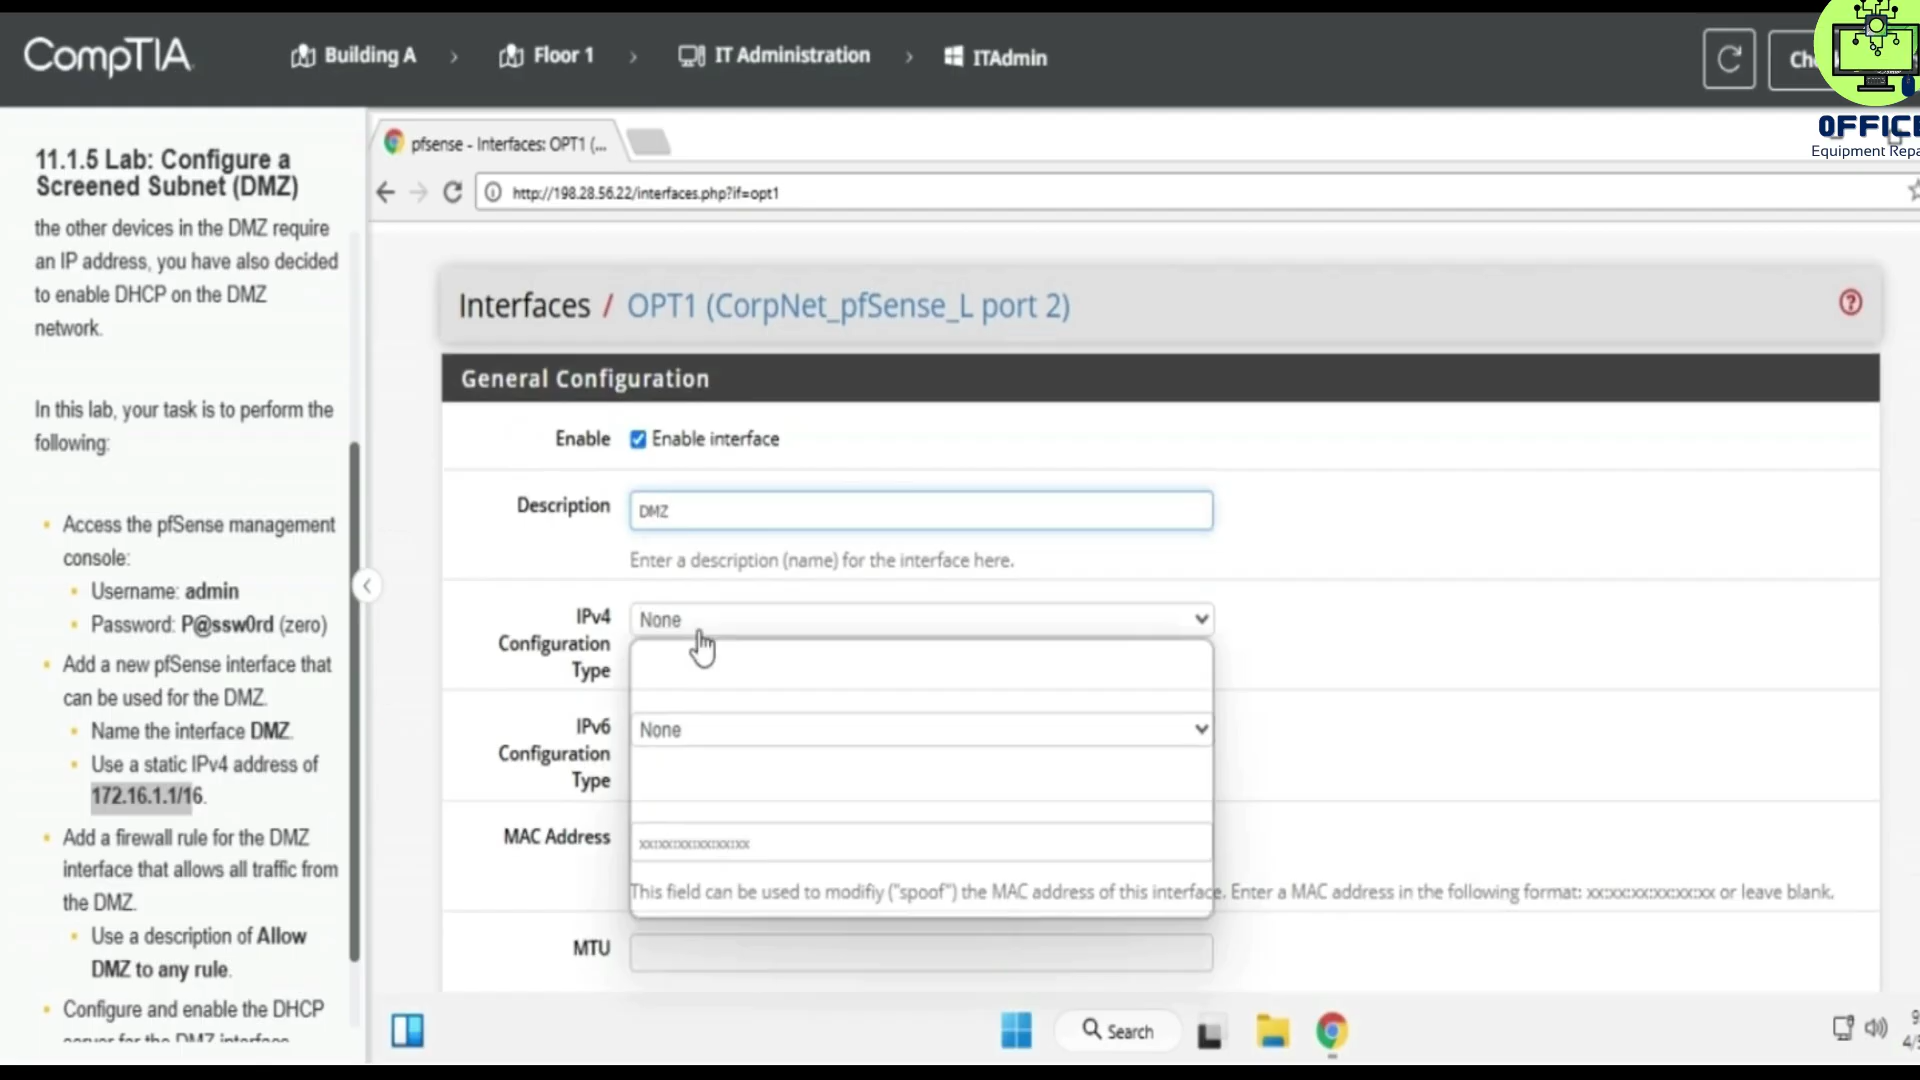 CompTIA
Building A > Floor 1 > IT Administration > ITAdmin
OFFICE
Equipment Repa
11.1.5 Lab: Configure a
Screened Subnet (DMZ)
the other devices in the DMZ require
an IP address, you have also decided
to enable DHCP on the DMZ
network.
In this lab, your task is to perform the
following:
• Access the pfSense management
console:
• Username: admin
• Password: P@ssw0rd (zero)
• Add a new pfSense interface that
can be used for the DMZ.
• Name the interface DMZ.
• Use a static IPv4 address of
172.16.1.1/16.
• Add a firewall rule for the DMZ
interface that allows all traffic from
the DMZ.
• Use a description of Allow
DMZ to any rule.
• Configure and enable the DHCP
server for the DMZ interface
pfsense - Interfaces: OPT1 (...
http://198.28.56.22/interfaces.php?if=opt1
Interfaces / OPT1 (CorpNet_pfSense_L port 2)
General Configuration
Enable
Enable interface
Description
DMZ
Enter a description (name) for the interface here.
IPv4
Configuration
Type
None
IPv6
Configuration
Type
None
MAC Address
xx:xx:xx:xx:xx:xx
This field can be used to modifiy ("spoof") the MAC address of this interface. Enter a MAC address in the following format: xx:xx:xx:xx:xx:xx or leave blank.
MTU
Search